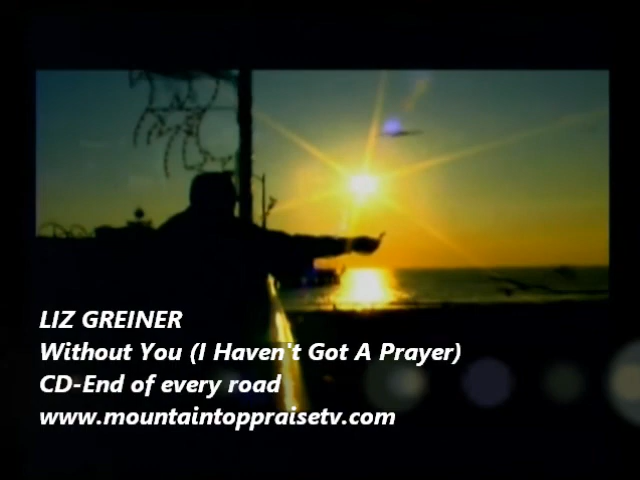 LIZ GREINER
Without You (I Haven't Got A Prayer)
CD-End of every road
www.mountaintoppraisetv.com